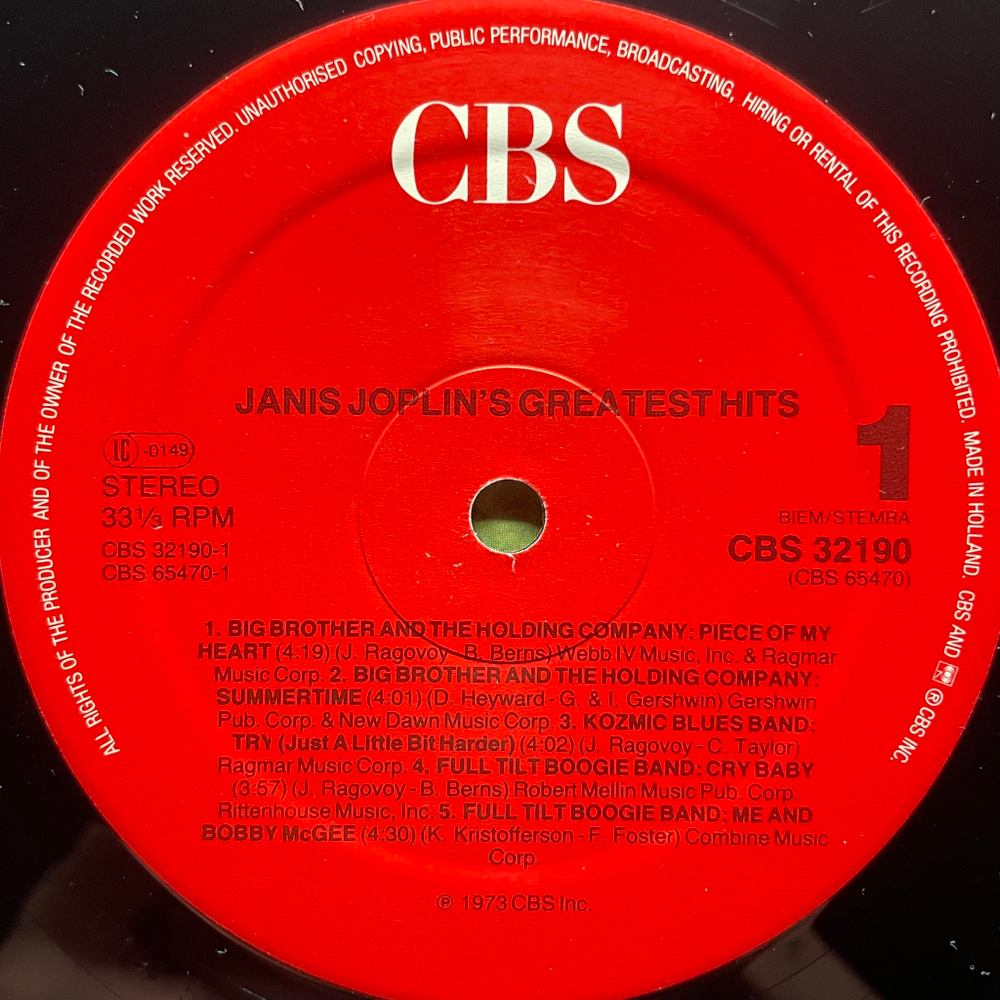 ALL RIGHTS OF THE PRODUCER AND OF THE OWNER OF THE RECORDED WORK RESERVED. UNAUTHORISED COPYING, PUBLIC PERFORMANCE, BROADCASTING, HIRING OR RENTAL OF THIS RECORDING PROHIBITED. MADE IN HOLLAND. CBS AND ℗ CBS INC.
CBS
JANIS JOPLIN'S GREATEST HITS
1
LC -0149
STEREO
33⅓ RPM
CBS 32190-1
CBS 65470-1
BIEM/STEMRA
CBS 32190
(CBS 65470)
1. BIG BROTHER AND THE HOLDING COMPANY: PIECE OF MY
HEART (4:19) (J. Ragovoy - B. Berns) Webb IV Music, Inc. & Ragmar
Music Corp. 2. BIG BROTHER AND THE HOLDING COMPANY:
SUMMERTIME (4:01) (D. Heyward - G. & I. Gershwin) Gershwin
Pub. Corp. & New Dawn Music Corp. 3. KOZMIC BLUES BAND:
TRY (Just A Little Bit Harder) (4:02) (J. Ragovoy - C. Taylor)
Ragmar Music Corp. 4. FULL TILT BOOGIE BAND: CRY BABY
(3:57) (J. Ragovoy - B. Berns) Robert Mellin Music Pub. Corp.
Rittenhouse Music, Inc. 5. FULL TILT BOOGIE BAND: ME AND
BOBBY McGEE (4:30) (K. Kristofferson - F. Foster) Combine Music
Corp.
℗ 1973 CBS Inc.